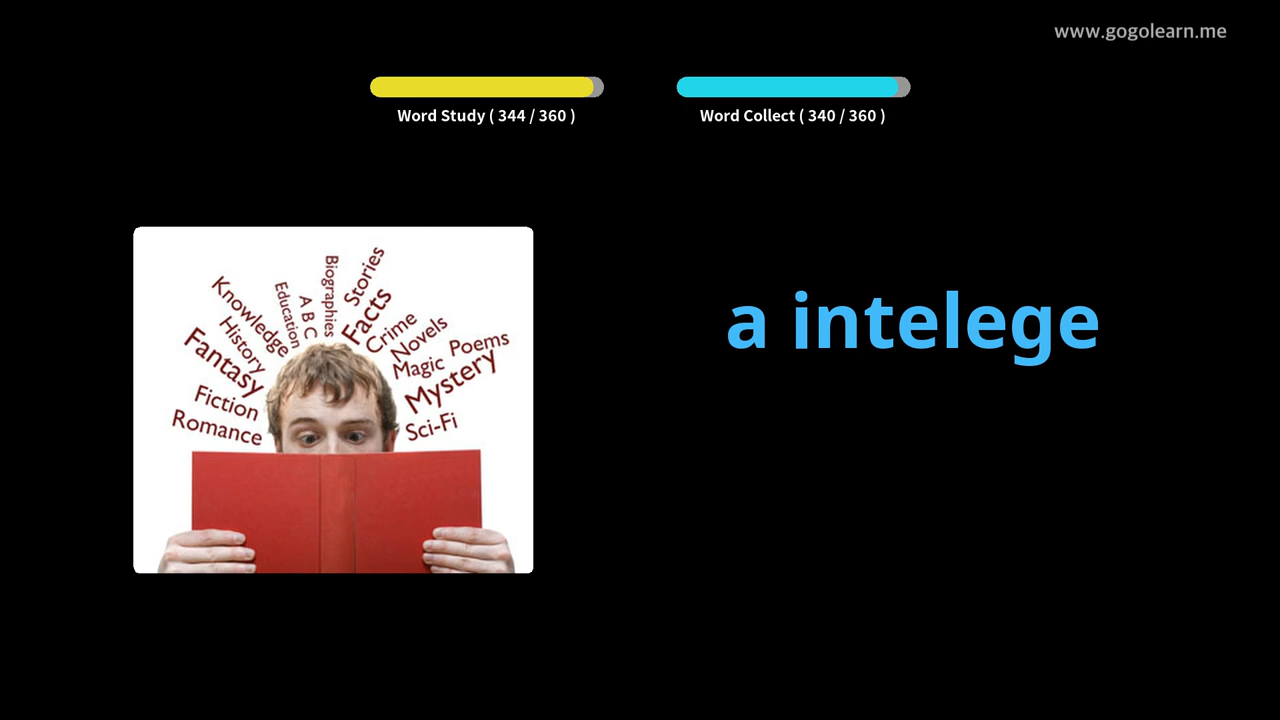 www.gogolearn.me
Word Study ( 344 / 360 )
Word Collect ( 340 / 360 )
Knowledge
Education
A B C
Biographies
Stories
Facts
Crime
Novels
Poems
Magic
Mystery
Sci-Fi
History
Fantasy
Fiction
Romance
a intelege